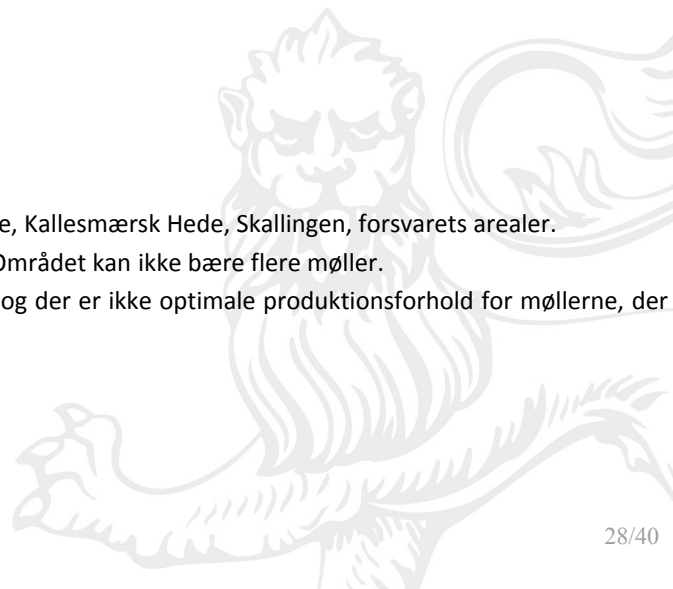 e, Kallesmærsk Hede, Skallingen, forsvarets arealer.
Området kan ikke bære flere møller.
og der er ikke optimale produktionsforhold for møllerne, der
28/40